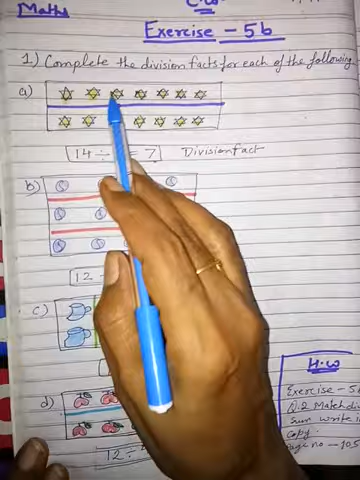 Maths
C.W
Exercise - 5b
1) Complete the division facts for each of the following
a)
14 ÷ = 7 Division fact
b)
12
c)
H.W
Exercise - 5
Q.2 Match
sum write in
copy.
page no - 105
d)
12 ÷